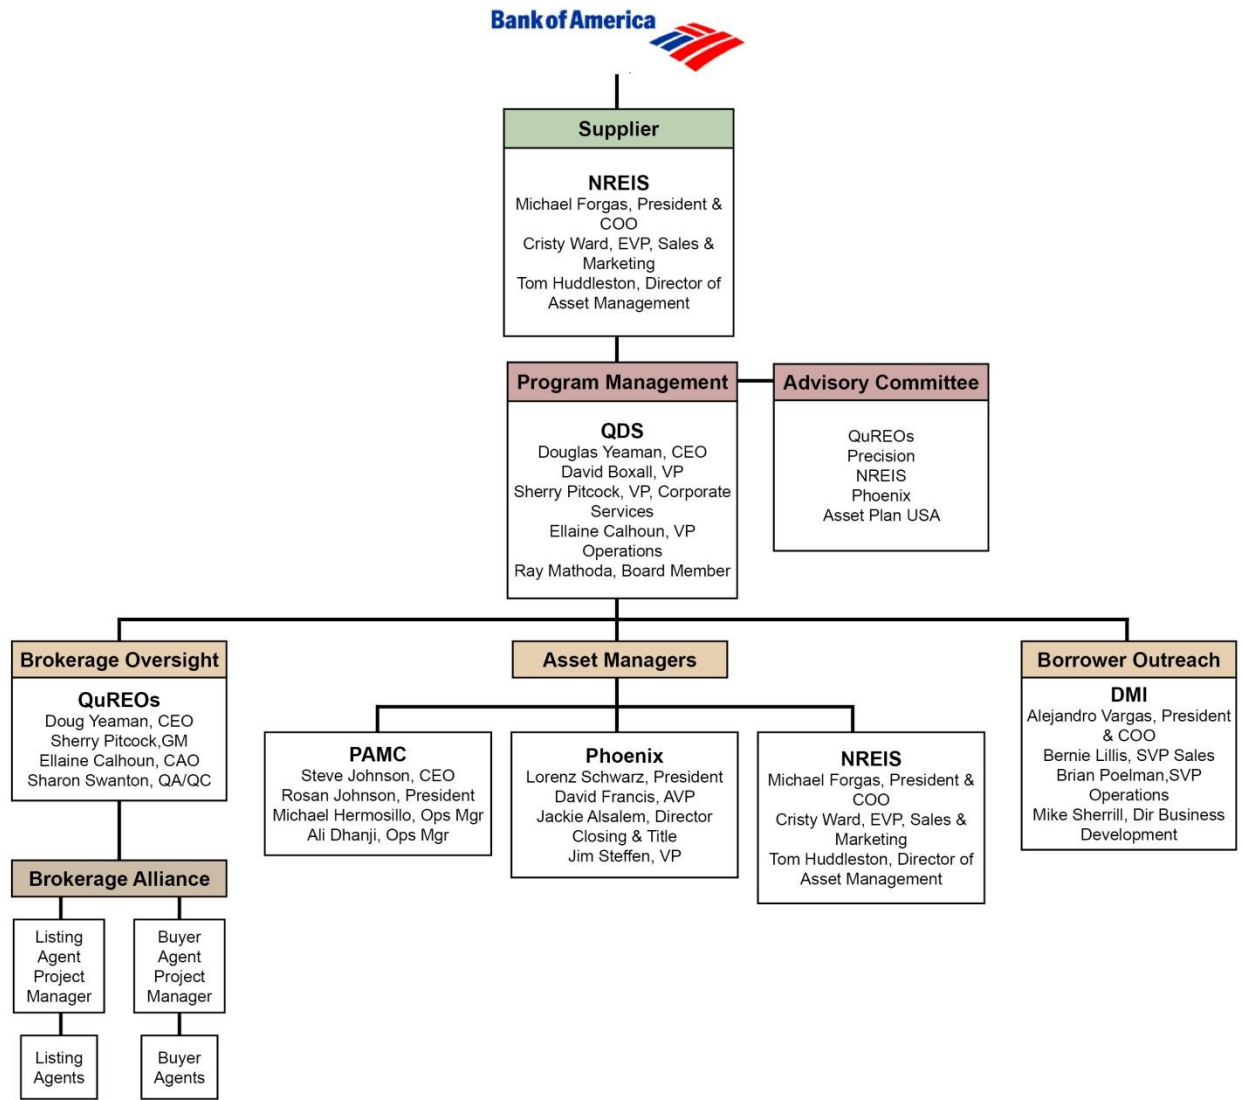 Bank of America
Supplier
NREIS
Michael Forgas, President &
COO
Cristy Ward, EVP, Sales &
Marketing
Tom Huddleston, Director of
Asset Management
Program Management
QDS
Douglas Yeaman, CEO
David Boxall, VP
Sherry Pitcock, VP, Corporate
Services
Ellaine Calhoun, VP
Operations
Ray Mathoda, Board Member
Advisory Committee
QuREOs
Precision
NREIS
Phoenix
Asset Plan USA
Brokerage Oversight
QuREOs
Doug Yeaman, CEO
Sherry Pitcock,GM
Ellaine Calhoun, CAO
Sharon Swanton, QA/QC
Brokerage Alliance
Listing
Agent
Project
Manager
Listing
Agents
Buyer
Agent
Project
Manager
Buyer
Agents
Asset Managers
PAMC
Steve Johnson, CEO
Rosan Johnson, President
Michael Hermosillo, Ops Mgr
Ali Dhanji, Ops Mgr
Phoenix
Lorenz Schwarz, President
David Francis, AVP
Jackie Alsalem, Director
Closing & Title
Jim Steffen, VP
NREIS
Michael Forgas, President &
COO
Cristy Ward, EVP, Sales &
Marketing
Tom Huddleston, Director of
Asset Management
Borrower Outreach
DMI
Alejandro Vargas, President
& COO
Bernie Lillis, SVP Sales
Brian Poelman,SVP
Operations
Mike Sherrill, Dir Business
Development